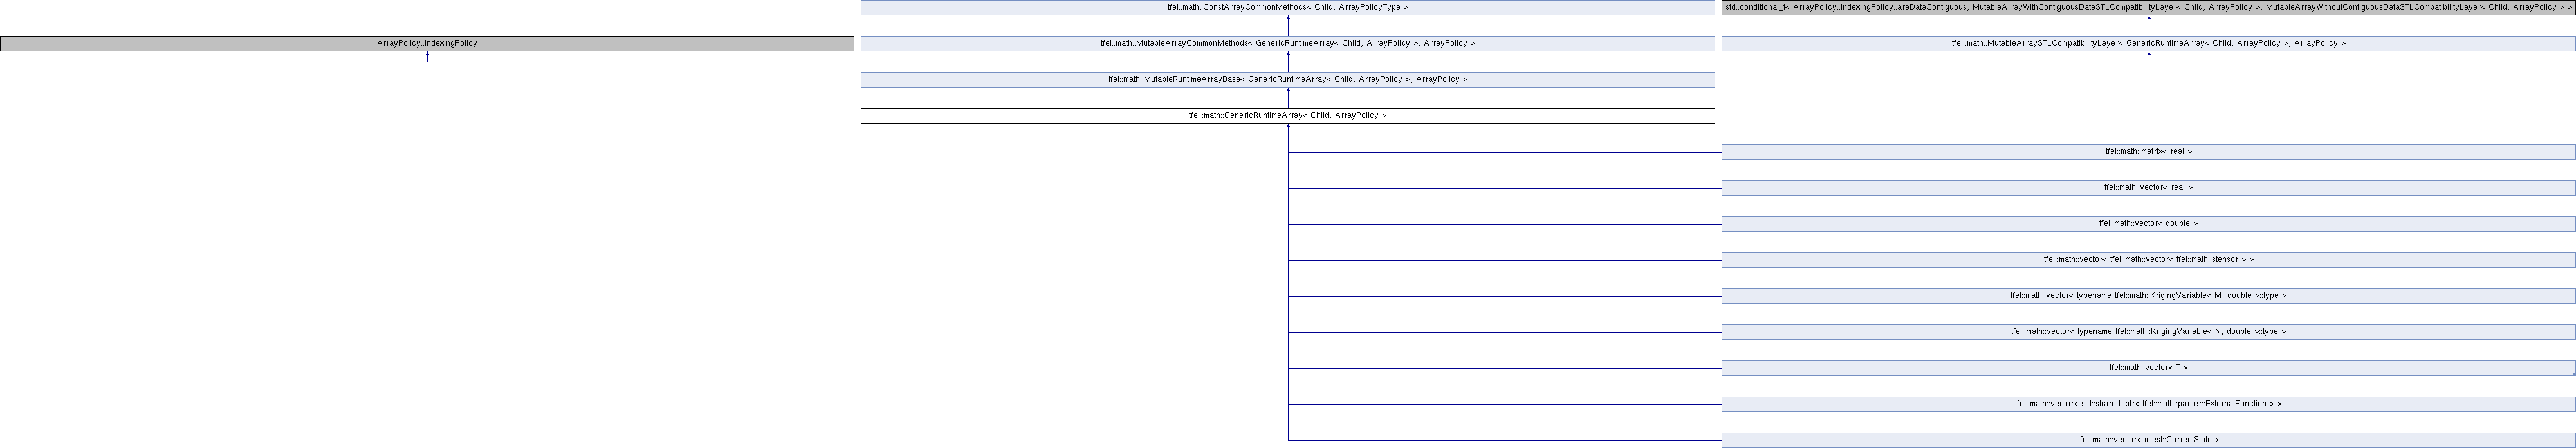 tfel::math::ConstArrayCommonMethods< Child, ArrayPolicyType >
std::conditional_t< ArrayPolicy::IndexingPolicy::areDataContiguous, MutableArrayWithContiguousDataSTLCompatibilityLayer< Child, ArrayPolicy >, MutableArrayWithoutContiguousDataSTLCompatibilityLayer< Child, ArrayPolicy > >
ArrayPolicy::IndexingPolicy
tfel::math::MutableArrayCommonMethods< GenericRuntimeArray< Child, ArrayPolicy >, ArrayPolicy >
tfel::math::MutableArraySTLCompatibilityLayer< GenericRuntimeArray< Child, ArrayPolicy >, ArrayPolicy >
tfel::math::MutableRuntimeArrayBase< GenericRuntimeArray< Child, ArrayPolicy >, ArrayPolicy >
tfel::math::GenericRuntimeArray< Child, ArrayPolicy >
tfel::math::matrix< real >
tfel::math::vector< real >
tfel::math::vector< double >
tfel::math::vector< tfel::math::vector< tfel::math::stensor > >
tfel::math::vector< typename tfel::math::KrigingVariable< M, double >::type >
tfel::math::vector< typename tfel::math::KrigingVariable< N, double >::type >
tfel::math::vector< T >
tfel::math::vector< std::shared_ptr< tfel::math::parser::ExternalFunction > >
tfel::math::vector< mtest::CurrentState >